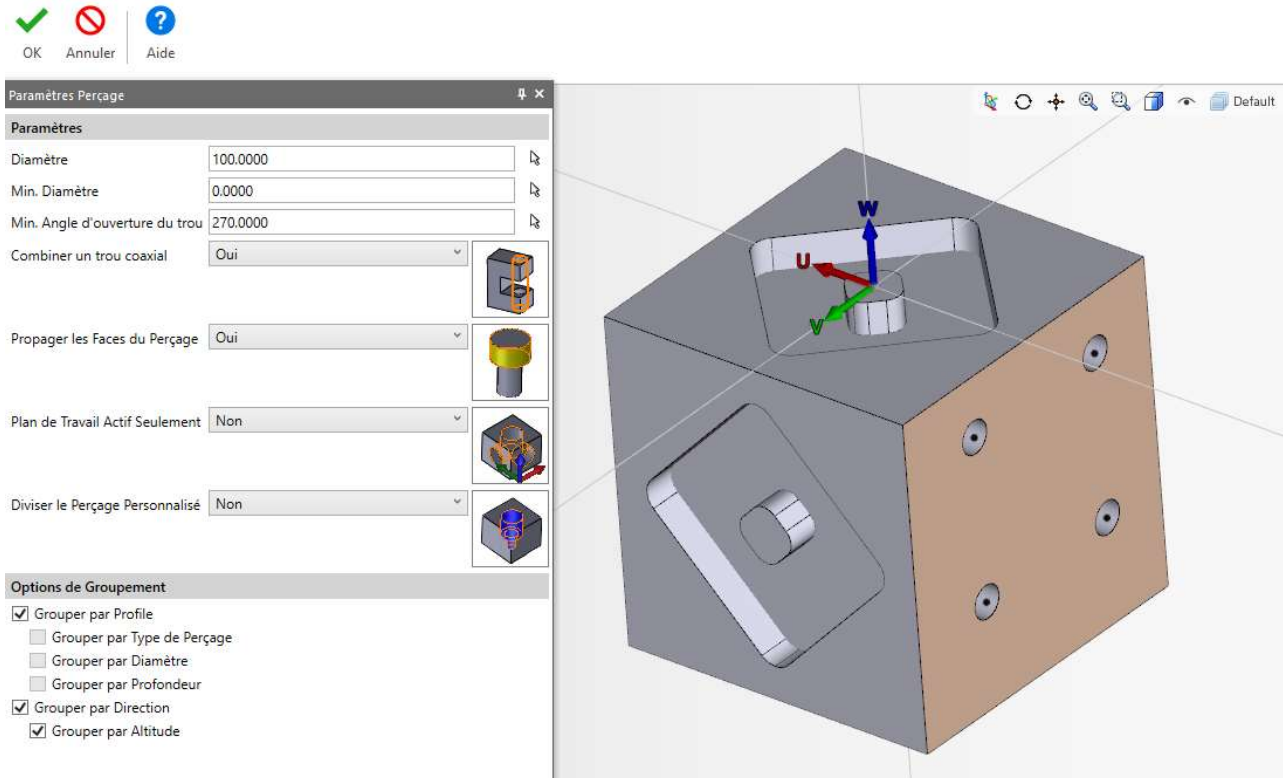 OK Annuler Aide
Paramètres Perçage
Default
Paramètres
Diamètre 100.0000
Min. Diamètre 0.0000
Min. Angle d'ouverture du trou 270.0000
Combiner un trou coaxial Oui
Propager les Faces du Perçage Oui
Plan de Travail Actif Seulement Non
Diviser le Perçage Personnalisé Non
Options de Groupement
Grouper par Profile
Grouper par Type de Perçage
Grouper par Diamètre
Grouper par Profondeur
Grouper par Direction
Grouper par Altitude
W
U
V